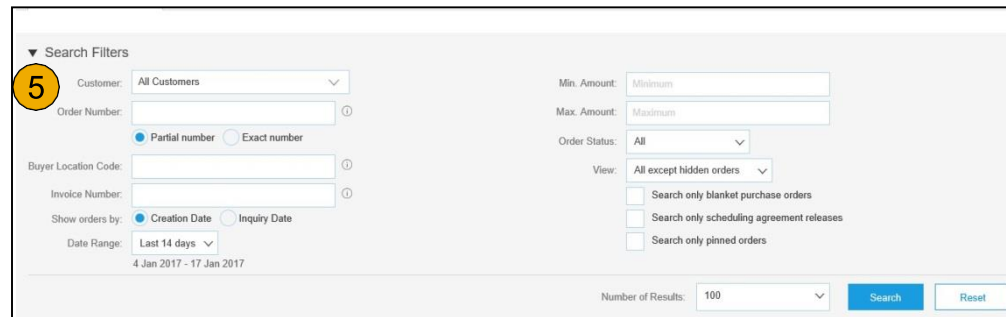 ▼ Search Filters
5
Customer: All Customers
Order Number:
Partial number Exact number
Buyer Location Code:
Invoice Number:
Show orders by: Creation Date Inquiry Date
Date Range: Last 14 days
4 Jan 2017 - 17 Jan 2017
Min. Amount: Minimum
Max. Amount: Maximum
Order Status: All
View: All except hidden orders
Search only blanket purchase orders
Search only scheduling agreement releases
Search only pinned orders
Number of Results: 100 Search Reset